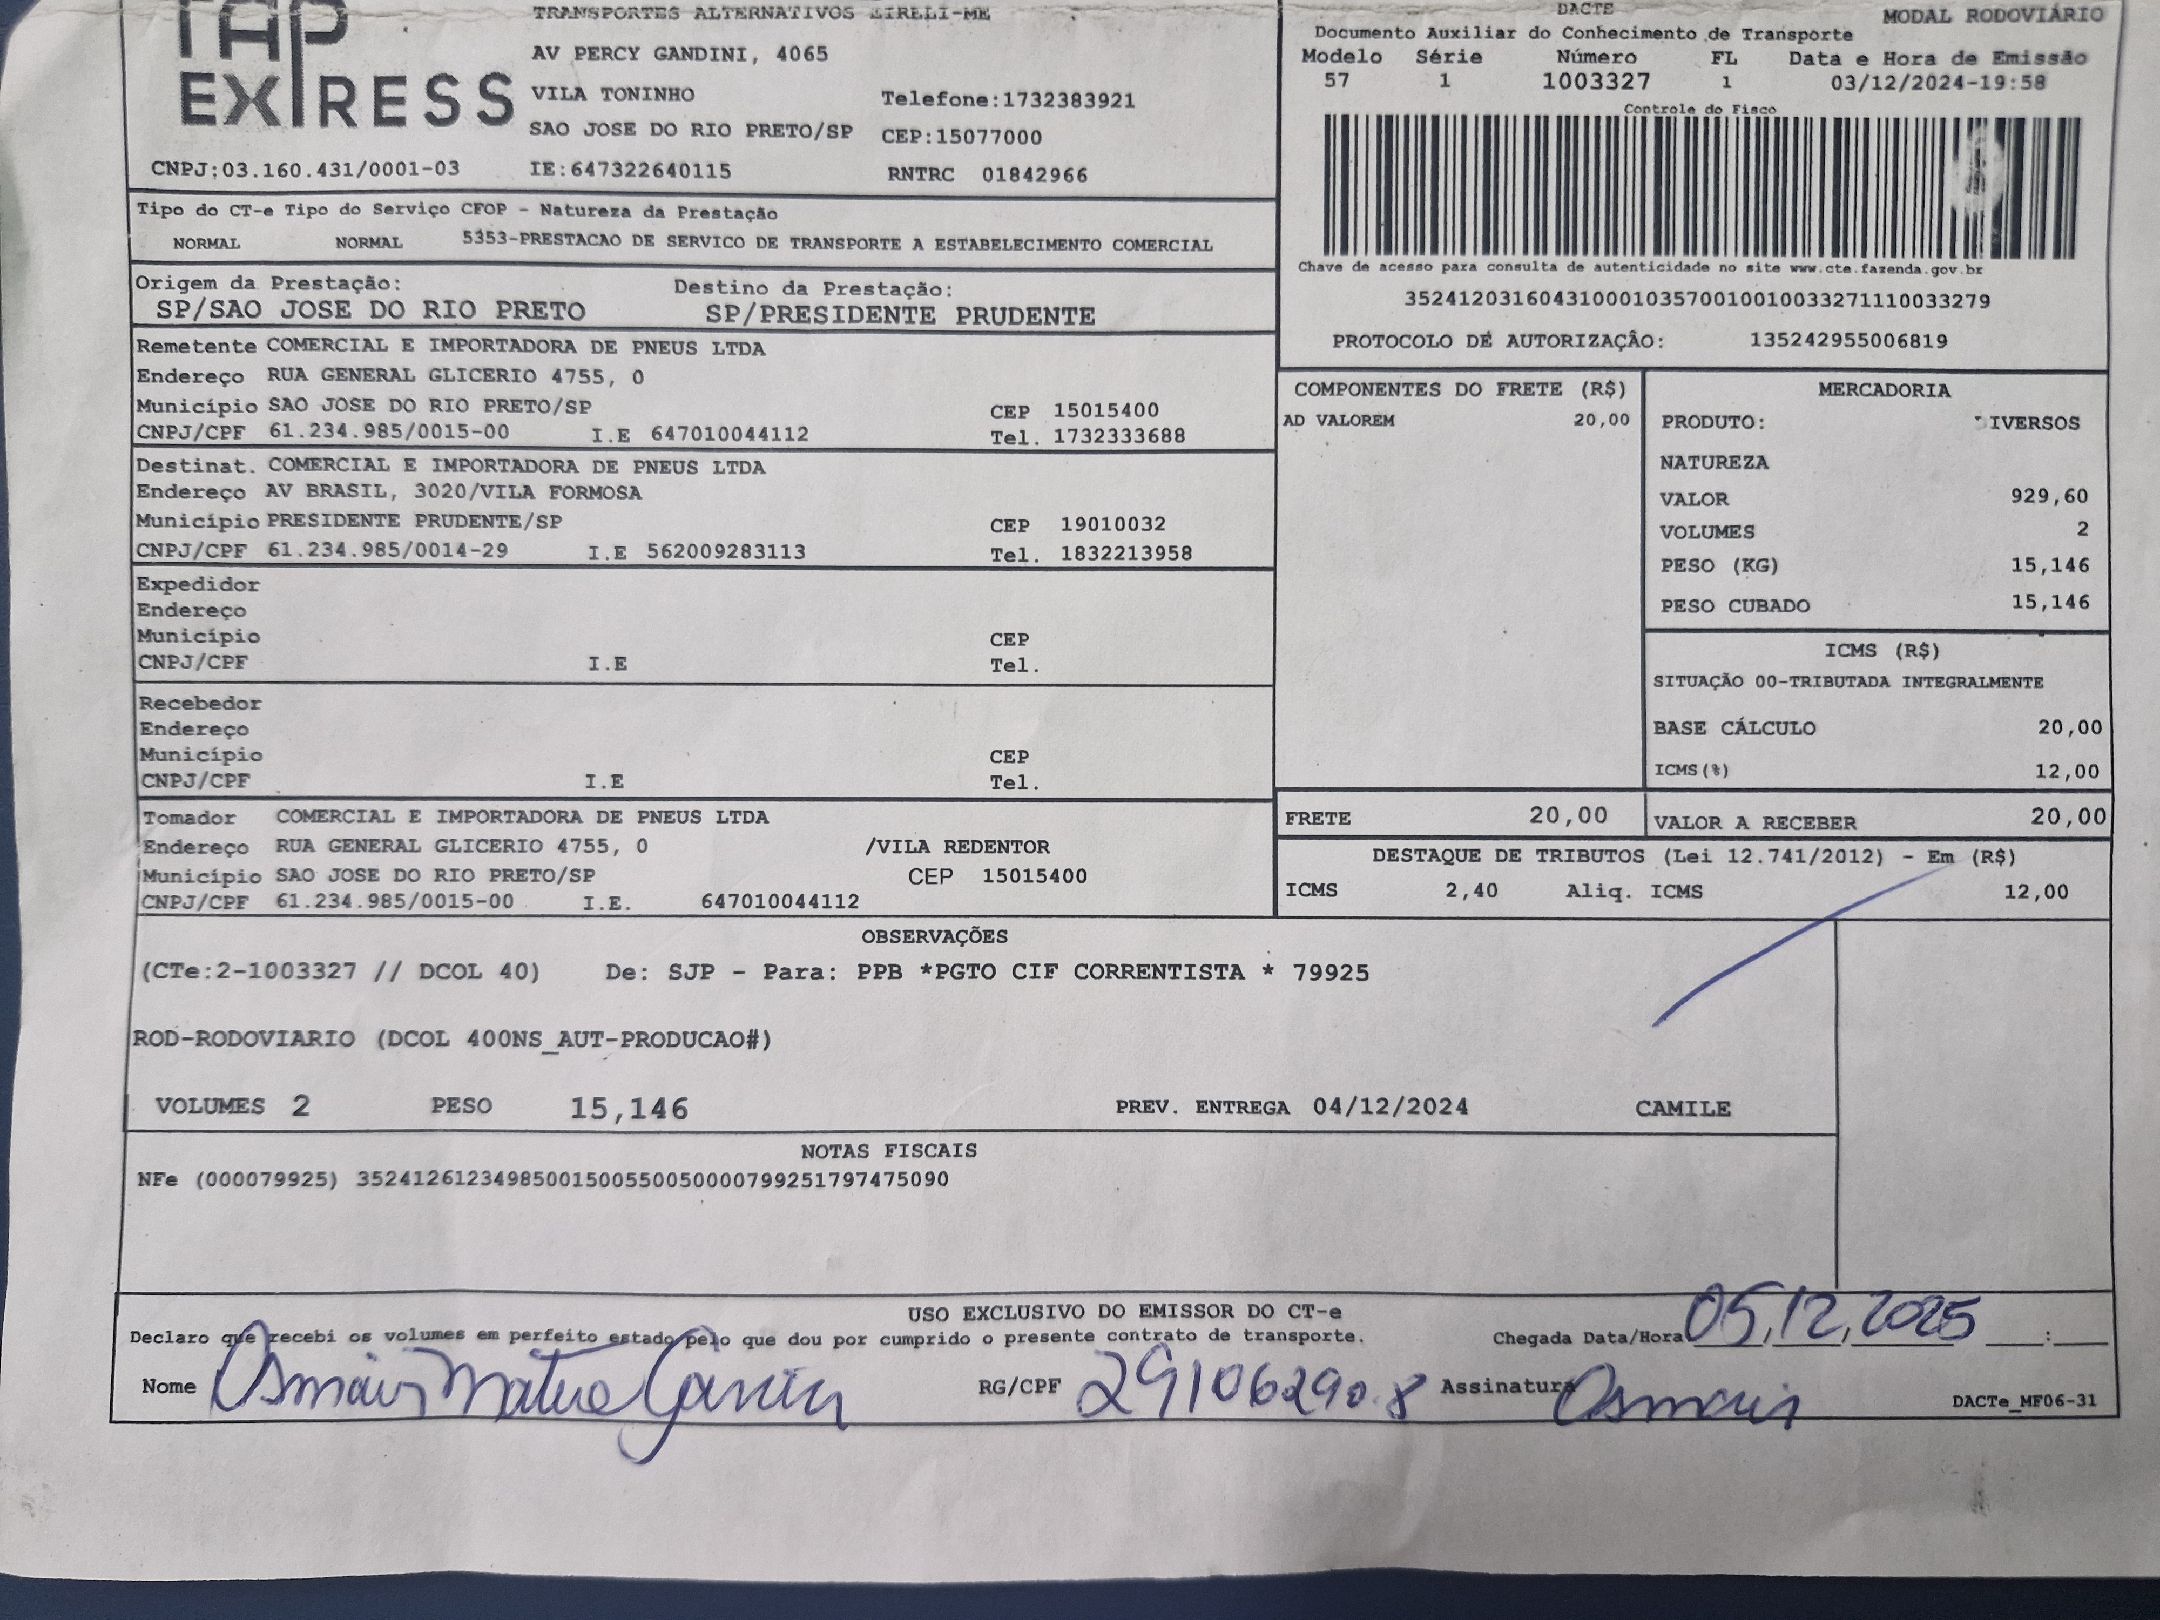 TAP
EXPRESS
TRANSPORTES ALTERNATIVOS EIRELI-ME
AV PERCY GANDINI, 4065
VILA TONINHO
Telefone:1732383921
SAO JOSE DO RIO PRETO/SP CEP:15077000
CNPJ:03.160.431/0001-03 IE:647322640115 RNTRC 01842966
DACTE
MODAL RODOVIÁRIO
Documento Auxiliar do Conhecimento de Transporte
Modelo Série Número FL Data e Hora de Emissão
57 1 1003327 1 03/12/2024-19:58
Controle do Fisco
Chave de acesso para consulta de autenticidade no site www.cte.fazenda.gov.br
35241203160431000103570010010033271110033279
PROTOCOLO DE AUTORIZAÇÂO: 135242955006819
Tipo do CT-e Tipo do Serviço CFOP - Natureza da Prestação
NORMAL NORMAL 5353-PRESTACAO DE SERVICO DE TRANSPORTE A ESTABELECIMENTO COMERCIAL
Origem da Prestação: Destino da Prestação:
SP/SAO JOSE DO RIO PRETO SP/PRESIDENTE PRUDENTE
Remetente COMERCIAL E IMPORTADORA DE PNEUS LTDA
Endereço RUA GENERAL GLICERIO 4755, 0
Município SAO JOSE DO RIO PRETO/SP CEP 15015400
CNPJ/CPF 61.234.985/0015-00 I.E 647010044112 Tel. 1732333688
Destinat. COMERCIAL E IMPORTADORA DE PNEUS LTDA
Endereço AV BRASIL, 3020/VILA FORMOSA
Município PRESIDENTE PRUDENTE/SP CEP 19010032
CNPJ/CPF 61.234.985/0014-29 I.E 562009283113 Tel. 1832213958
Expedidor
Endereço
Município CEP
CNPJ/CPF I.E Tel.
Recebedor
Endereço
Município CEP
CNPJ/CPF I.E Tel.
Tomador COMERCIAL E IMPORTADORA DE PNEUS LTDA
Endereço RUA GENERAL GLICERIO 4755, 0 /VILA REDENTOR
Município SAO JOSE DO RIO PRETO/SP CEP 15015400
CNPJ/CPF 61.234.985/0015-00 I.E. 647010044112
COMPONENTES DO FRETE (R$)
AD VALOREM 20,00
MERCADORIA
PRODUTO: IVERSOS
NATUREZA
VALOR 929,60
VOLUMES 2
PESO (KG) 15,146
PESO CUBADO 15,146
ICMS (R$)
SITUAÇÃO 00-TRIBUTADA INTEGRALMENTE
BASE CÁLCULO 20,00
ICMS(%) 12,00
FRETE 20,00 VALOR A RECEBER 20,00
DESTAQUE DE TRIBUTOS (Lei 12.741/2012) - Em (R$)
ICMS 2,40 Aliq. ICMS 12,00
OBSERVAÇÕES
(CTe:2-1003327 // DCOL 40) De: SJP - Para: PPB *PGTO CIF CORRENTISTA * 79925
ROD-RODOVIARIO (DCOL 400NS_AUT-PRODUCAO#)
VOLUMES 2 PESO 15,146 PREV. ENTREGA 04/12/2024 CAMILE
NOTAS FISCAIS
NFe (000079925) 35241261234985001500550050000799251797475090
USO EXCLUSIVO DO EMISSOR DO CT-e
Declaro que recebi os volumes em perfeito estado pelo que dou por cumprido o presente contrato de transporte. Chegada Data/Hora 05,12,2025 :
Nome Osmair Garcia RG/CPF 29106290.8 Assinatura Osmair
DACTe_MF06-31